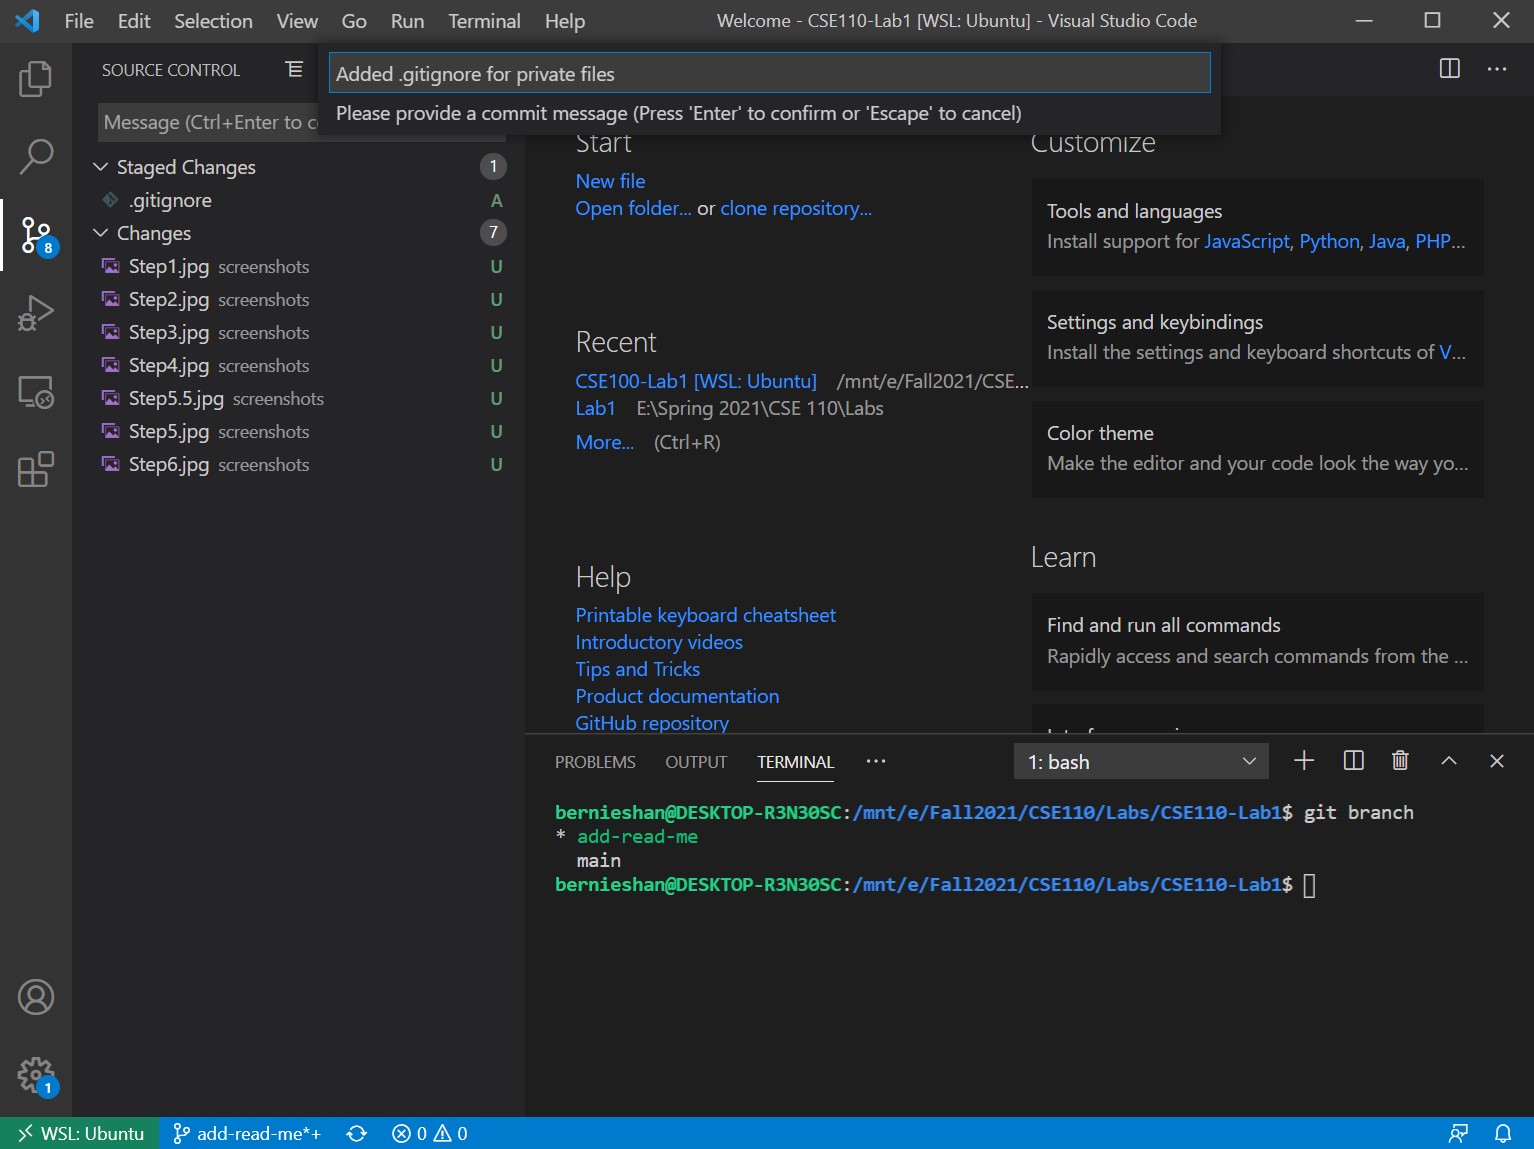 File Edit Selection View Go Run Terminal Help Welcome - CSE110-Lab1 [WSL: Ubuntu] - Visual Studio Code
SOURCE CONTROL
Added .gitignore for private files
Please provide a commit message (Press 'Enter' to confirm or 'Escape' to cancel)
Message (Ctrl+Enter to c
Staged Changes 1
.gitignore A
Changes 7
Step1.jpg screenshots U
Step2.jpg screenshots U
Step3.jpg screenshots U
Step4.jpg screenshots U
Step5.5.jpg screenshots U
Step5.jpg screenshots U
Step6.jpg screenshots U
8
1
Start
New file
Open folder... or clone repository...
Recent
CSE100-Lab1 [WSL: Ubuntu] /mnt/e/Fall2021/CSE...
Lab1 E:\Spring 2021\CSE 110\Labs
More... (Ctrl+R)
Help
Printable keyboard cheatsheet
Introductory videos
Tips and Tricks
Product documentation
GitHub repository
Customize
Tools and languages
Install support for JavaScript, Python, Java, PHP...
Settings and keybindings
Install the settings and keyboard shortcuts of V...
Color theme
Make the editor and your code look the way yo...
Learn
Find and run all commands
Rapidly access and search commands from the ...
PROBLEMS OUTPUT TERMINAL ... 1: bash
bernieshan@DESKTOP-R3N30SC:/mnt/e/Fall2021/CSE110/Labs/CSE110-Lab1$ git branch
* add-read-me
main
bernieshan@DESKTOP-R3N30SC:/mnt/e/Fall2021/CSE110/Labs/CSE110-Lab1$
WSL: Ubuntu add-read-me*+ 0 0